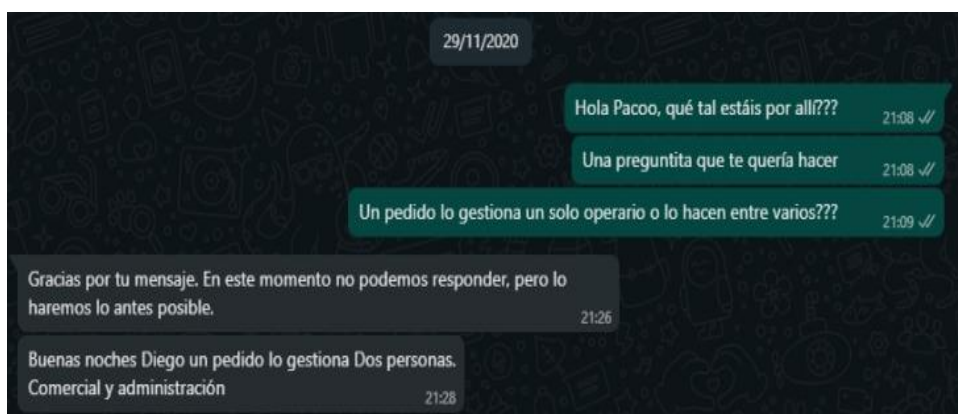 29/11/2020
Hola Pacoo, qué tal estáis por allí???
21:08
Una preguntita que te quería hacer
21:08
Un pedido lo gestiona un solo operario o lo hacen entre varios???
21:09
Gracias por tu mensaje. En este momento no podemos responder, pero lo
haremos lo antes posible.
21:26
Buenas noches Diego un pedido lo gestiona Dos personas.
Comercial y administración
21:28